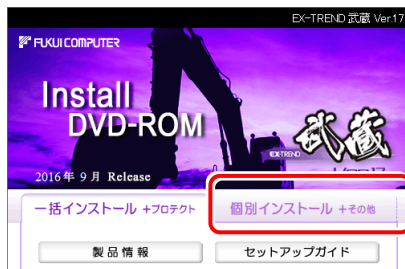 EX-TREND 武蔵 Ver.17
FUKUI COMPUTER
Install
DVD-ROM
EX-TREND 武蔵
2016年 9月 Release
一括インストール +プロテクト
個別インストール +その他
製品情報
セットアップガイド